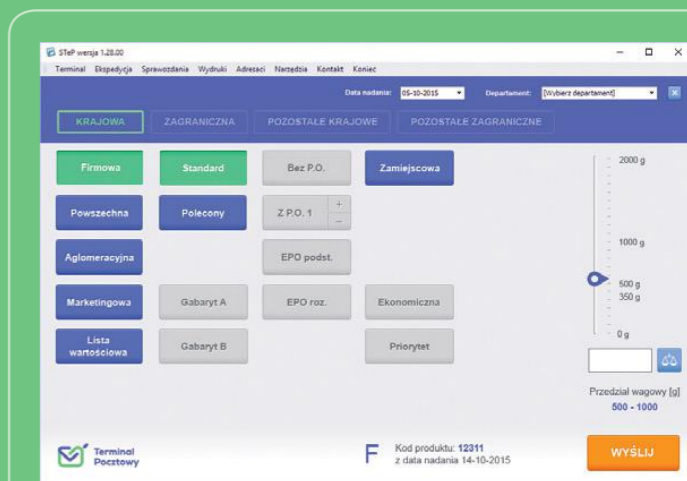 STeP wersja 1.28.00
Terminal Ekspedycja Sprawozdania Wydruki Adresaci Narzędzia Kontakt Koniec
Data nadania: 05-10-2015 Departament: [Wybierz departament]
KRAJOWA ZAGRANICZNA POZOSTAŁE KRAJOWE POZOSTAŁE ZAGRANICZNE
Firmowa Standard Bez P.O. Zamiejscowa 2000 g
Powszechna Polecony Z P.O. 1 + −
Aglomeracyjna EPO podst. 1000 g
500 g
Marketingowa Gabaryt A EPO roz. Ekonomiczna 350 g
Lista wartościowa Gabaryt B Priorytet 0 g
Przedział wagowy [g]
500 - 1000
Terminal Pocztowy
F Kod produktu: 12311
z data nadania 14-10-2015
WYŚLIJ